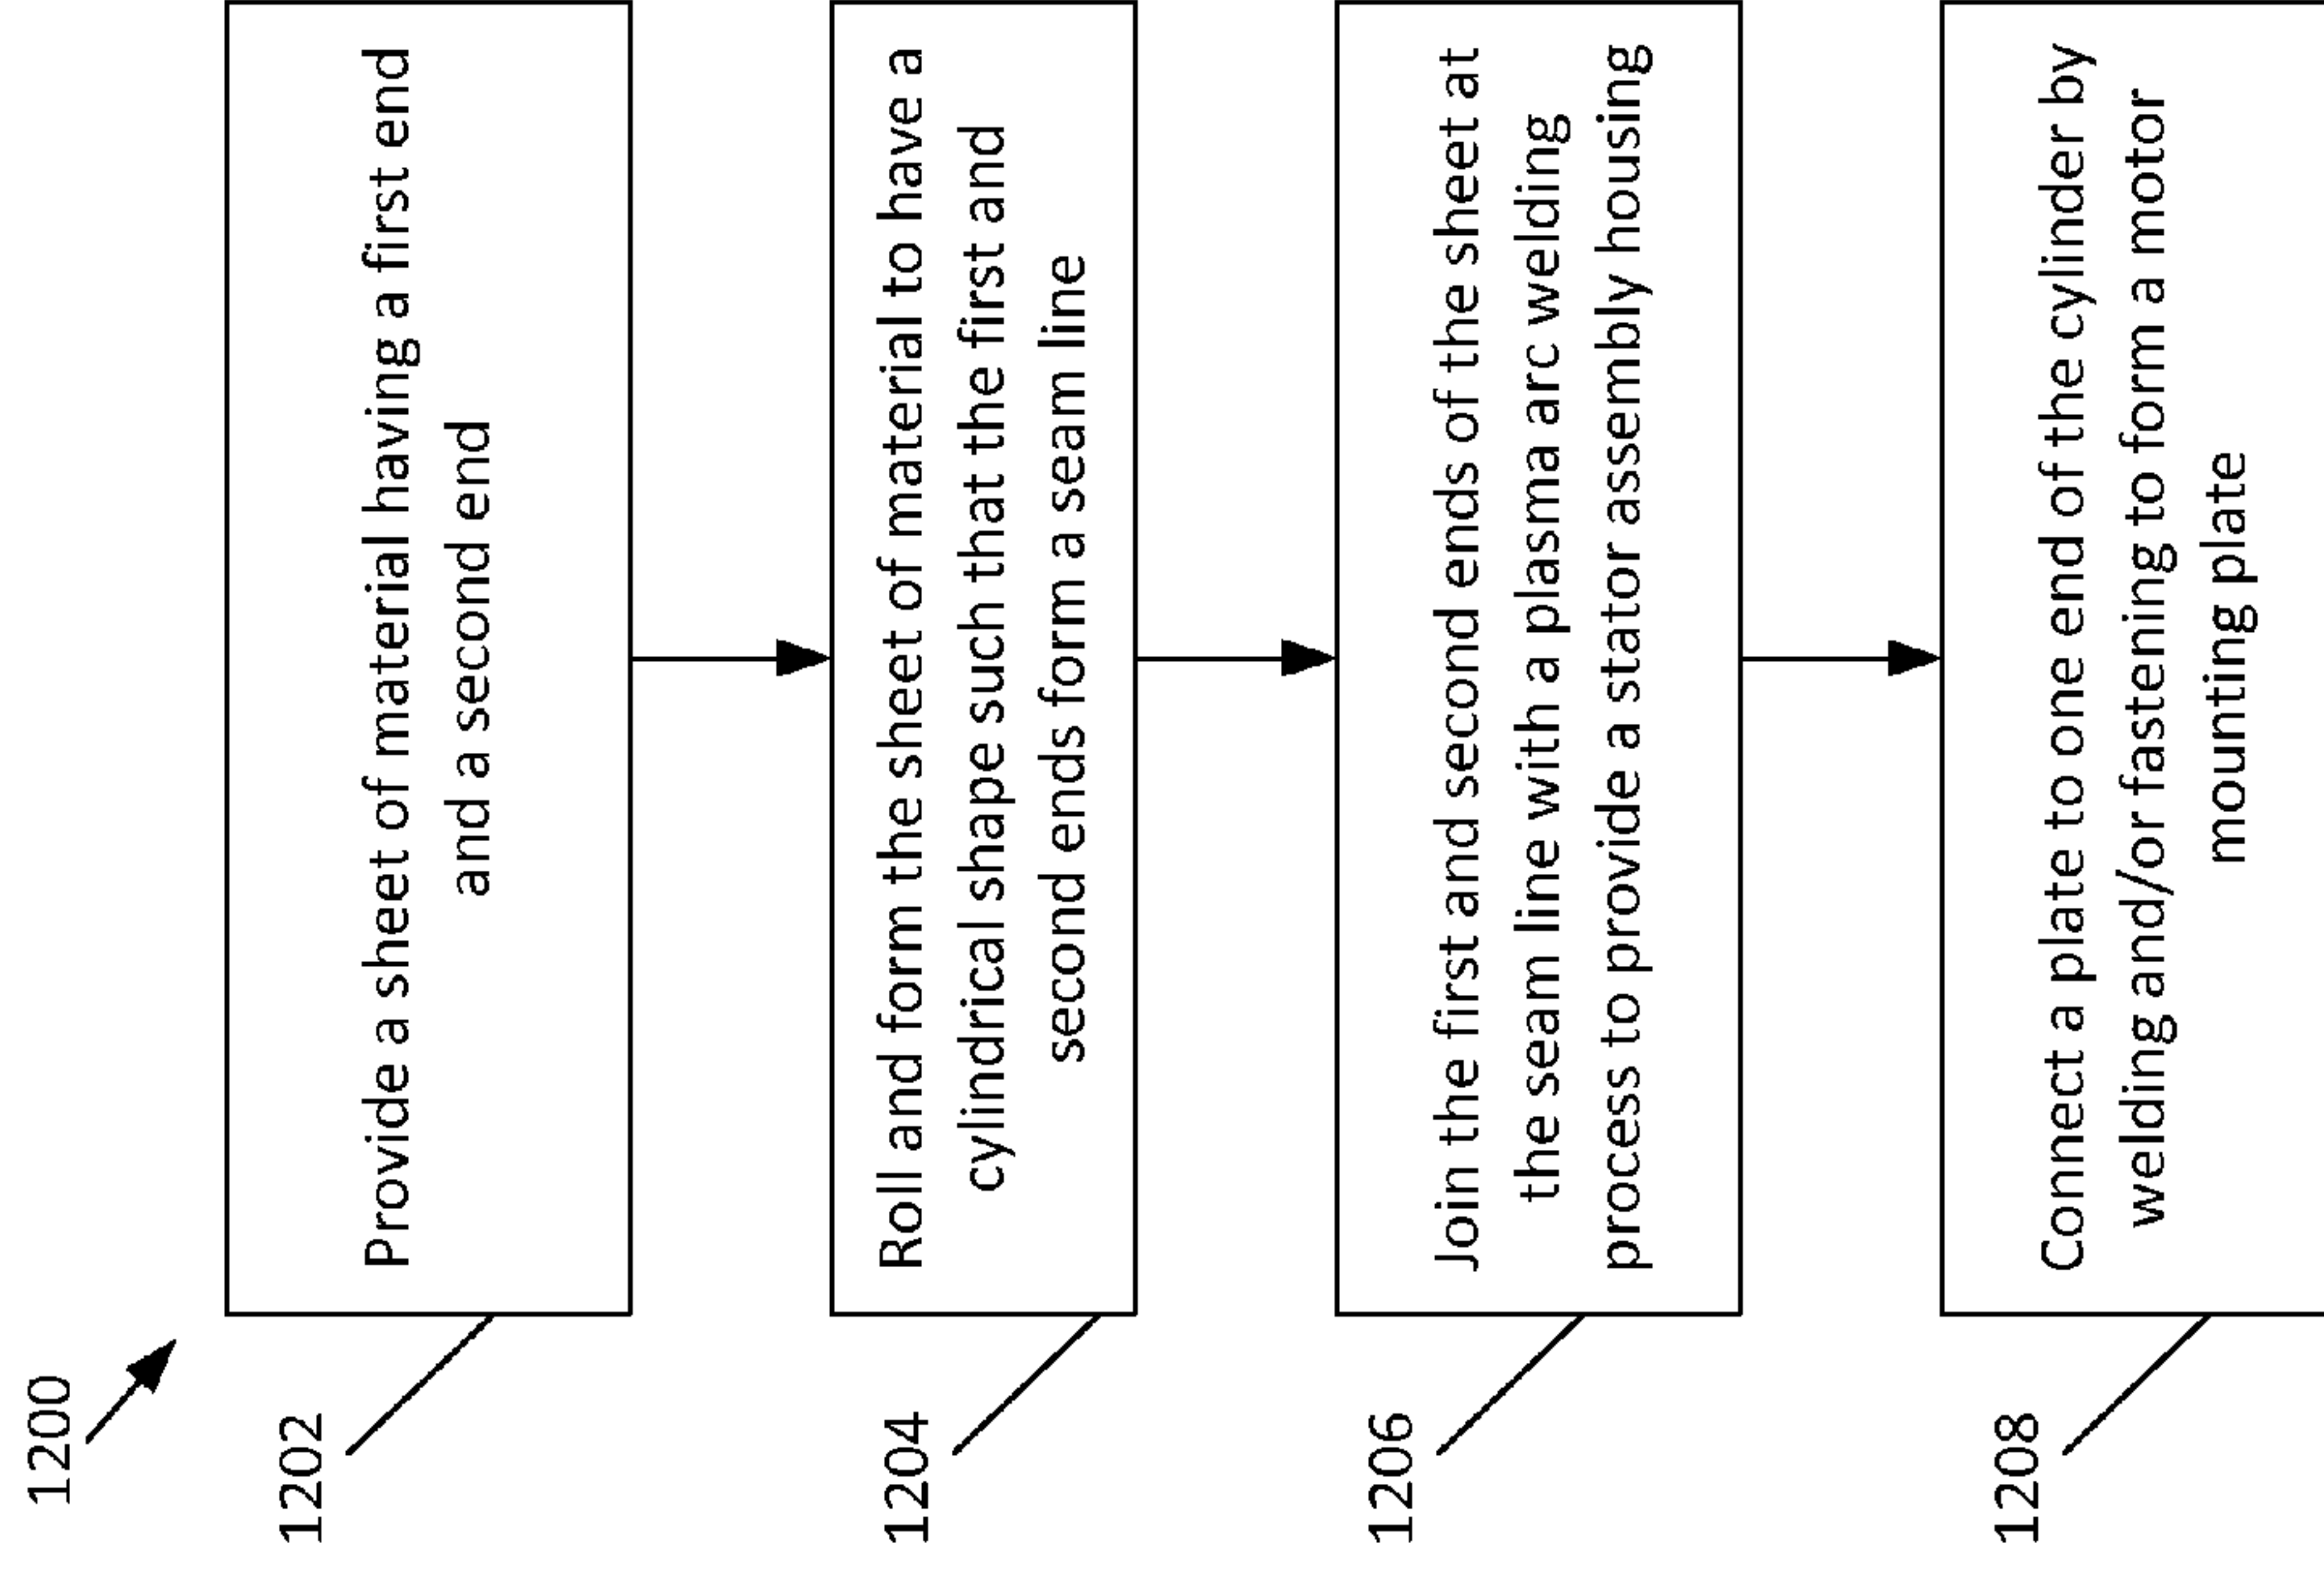 1200
1202
Provide a sheet of material having a first end
and a second end
1204
Roll and form the sheet of material to have a
cylindrical shape such that the first and
second ends form a seam line
1206
Join the first and second ends of the sheet at
the seam line with a plasma arc welding
process to provide a stator assembly housing
1208
Connect a plate to one end of the cylinder by
welding and/or fastening to form a motor
mounting plate